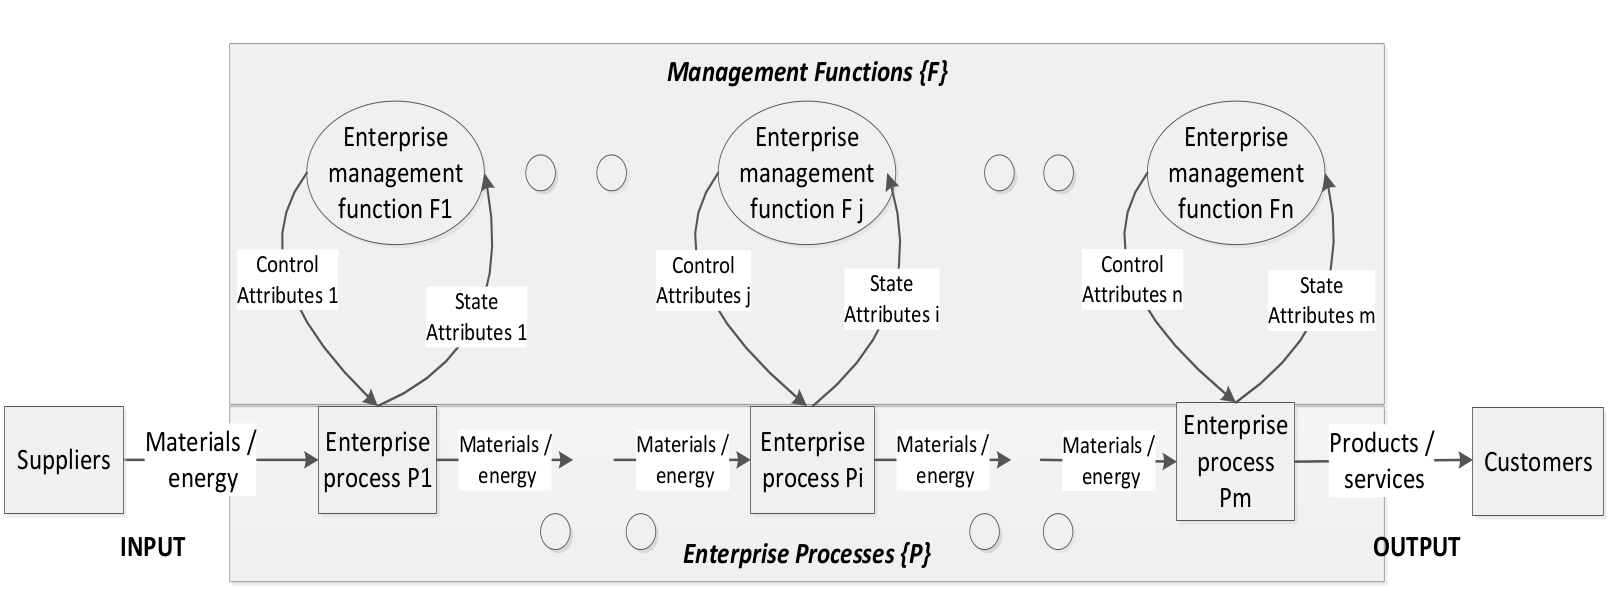 Management Functions {F}
Enterprise
management
function F1
Enterprise
management
function F j
Enterprise
management
function Fn
Control
Attributes 1
State
Attributes 1
Control
Attributes j
State
Attributes i
Control
Attributes n
State
Attributes m
Suppliers
Materials /
energy
Enterprise
process P1
Materials /
energy
Materials /
energy
Enterprise
process Pi
Materials /
energy
Materials /
energy
Enterprise
process
Pm
Products /
services
Customers
INPUT
Enterprise Processes {P}
OUTPUT